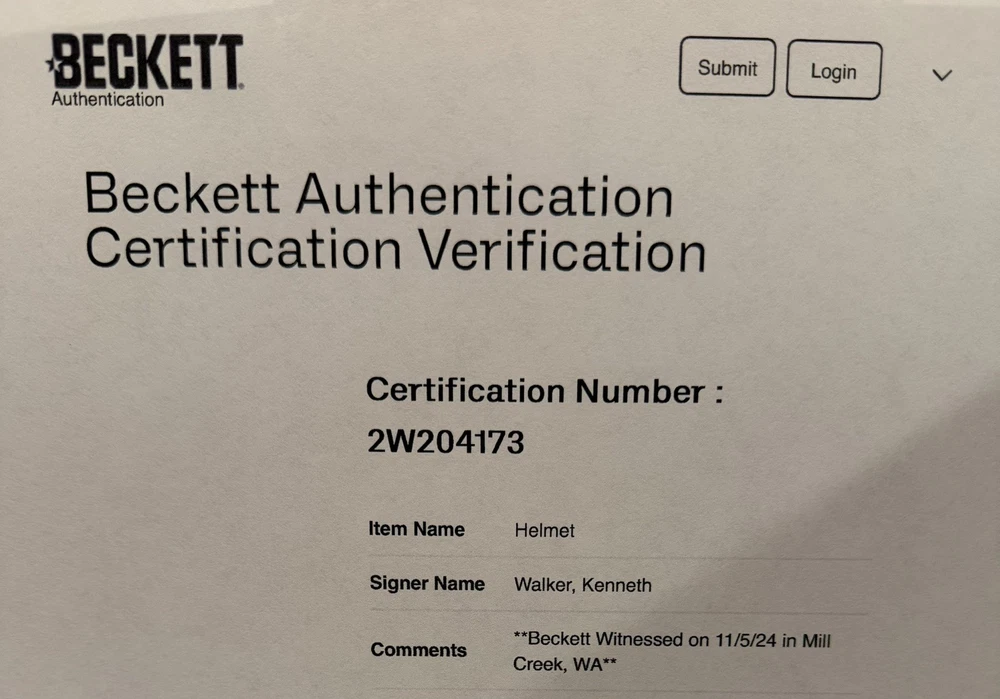 BECKETT
Authentication
Submit
Login
Beckett Authentication
Certification Verification
Certification Number :
2W204173
Item Name Helmet
Signer Name Walker, Kenneth
Comments **Beckett Witnessed on 11/5/24 in Mill
Creek, WA**